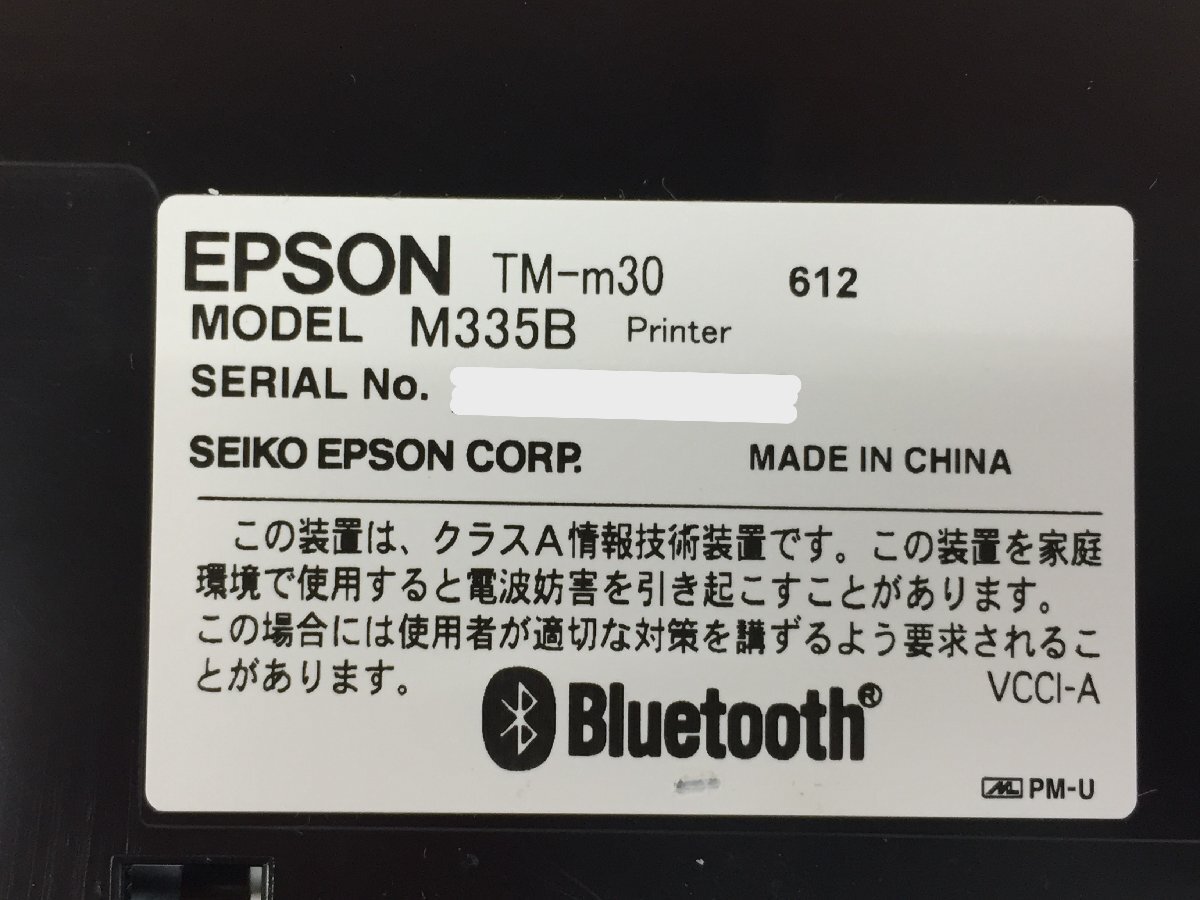 EPSON TM-m30 612
MODEL M335B Printer
SERIAL No.
SEIKO EPSON CORP. MADE IN CHINA
この装置は、クラスA情報技術装置です。この装置を家庭
環境で使用すると電波妨害を引き起こすことがあります。
この場合には使用者が適切な対策を講ずるよう要求されるこ
とがあります。
VCCI-A
Bluetooth®
PM-U